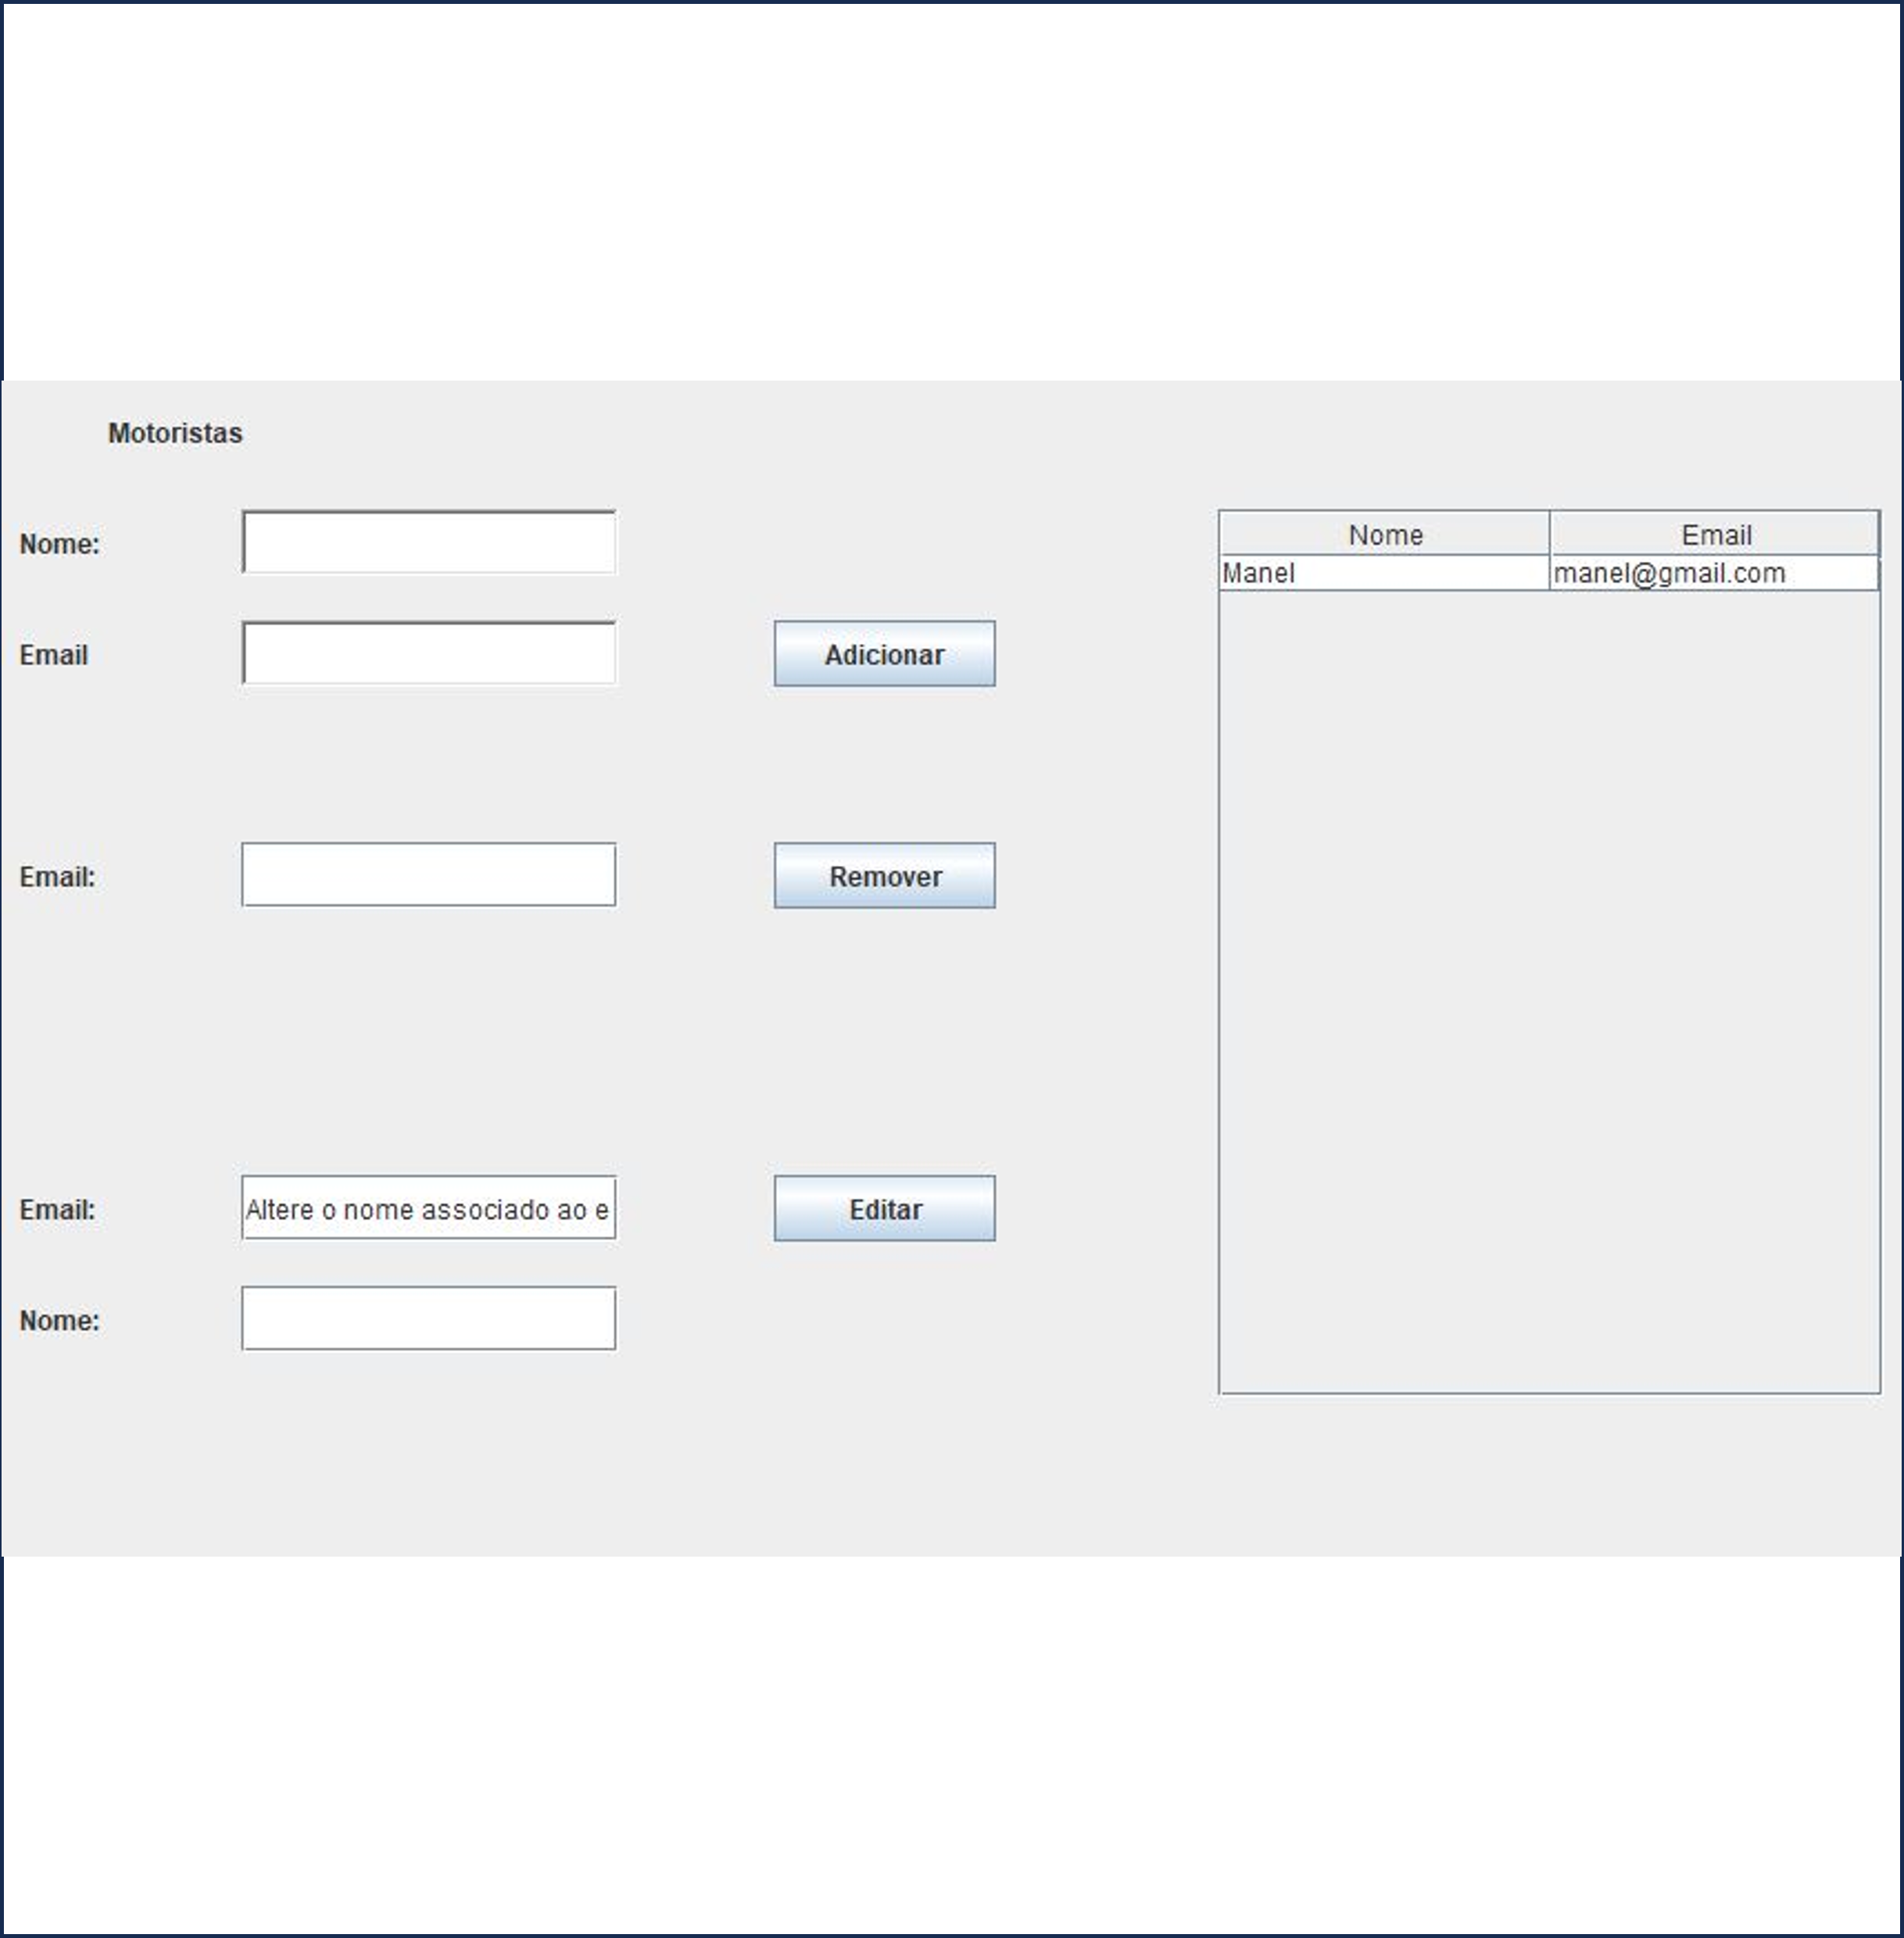 Motoristas
Nome:
Email
Adicionar
Email:
Remover
Email:
Altere o nome associado ao e
Editar
Nome:
Nome Email
Manel manel@gmail.com